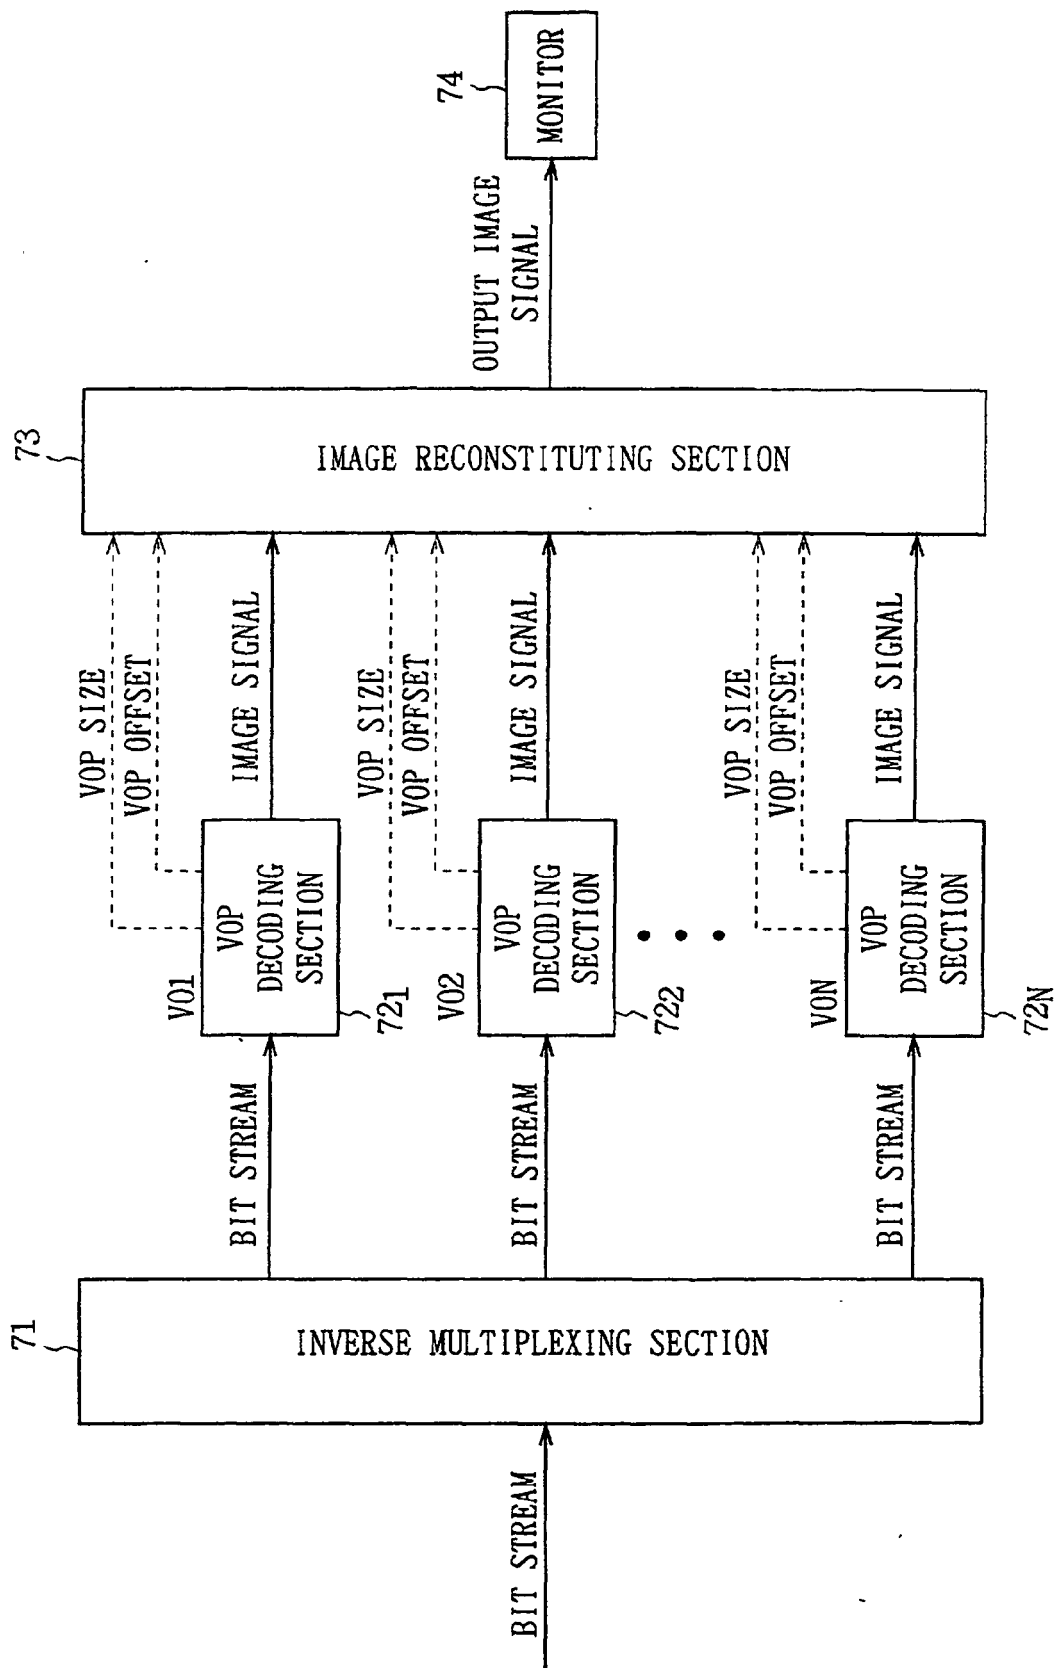 BIT STREAM
71
INVERSE MULTIPLEXING SECTION
BIT STREAM
BIT STREAM
BIT STREAM
VO1
VOP
DECODING
SECTION
721
VO2
VOP
DECODING
SECTION
722
VON
VOP
DECODING
SECTION
72N
VOP SIZE
VOP OFFSET
IMAGE SIGNAL
VOP SIZE
VOP OFFSET
IMAGE SIGNAL
VOP SIZE
VOP OFFSET
IMAGE SIGNAL
73
IMAGE RECONSTITUTING SECTION
OUTPUT IMAGE
SIGNAL
74
MONITOR